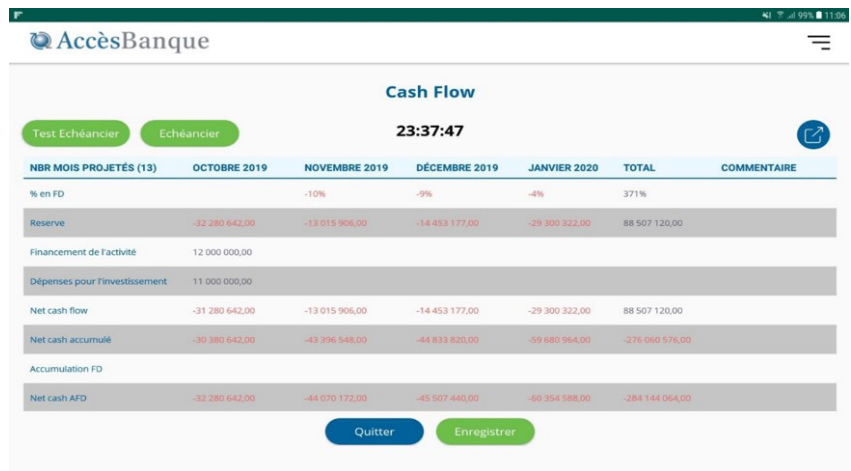 99% 11:06
AccèsBanque
Cash Flow
Test Echéancier Echéancier 23:37:47
NBR MOIS PROJETÉS (13) OCTOBRE 2019 NOVEMBRE 2019 DÉCEMBRE 2019 JANVIER 2020 TOTAL COMMENTAIRE
% en FD -10% -9% -4% 371%
Reserve -32 280 642,00 -13 015 906,00 -14 453 177,00 -29 300 322,00 88 507 120,00
Financement de l'activité 12 000 000,00
Dépenses pour l'investissement 11 000 000,00
Net cash flow -31 280 642,00 -13 015 906,00 -14 453 177,00 -29 300 322,00 88 507 120,00
Net cash accumulé -30 380 642,00 -43 396 548,00 -44 833 820,00 -59 680 964,00 -276 060 576,00
Accumulation FD
Net cash AFD -32 280 642,00 -44 070 172,00 -45 507 440,00 -60 354 588,00 -284 144 064,00
Quitter Enregistrer